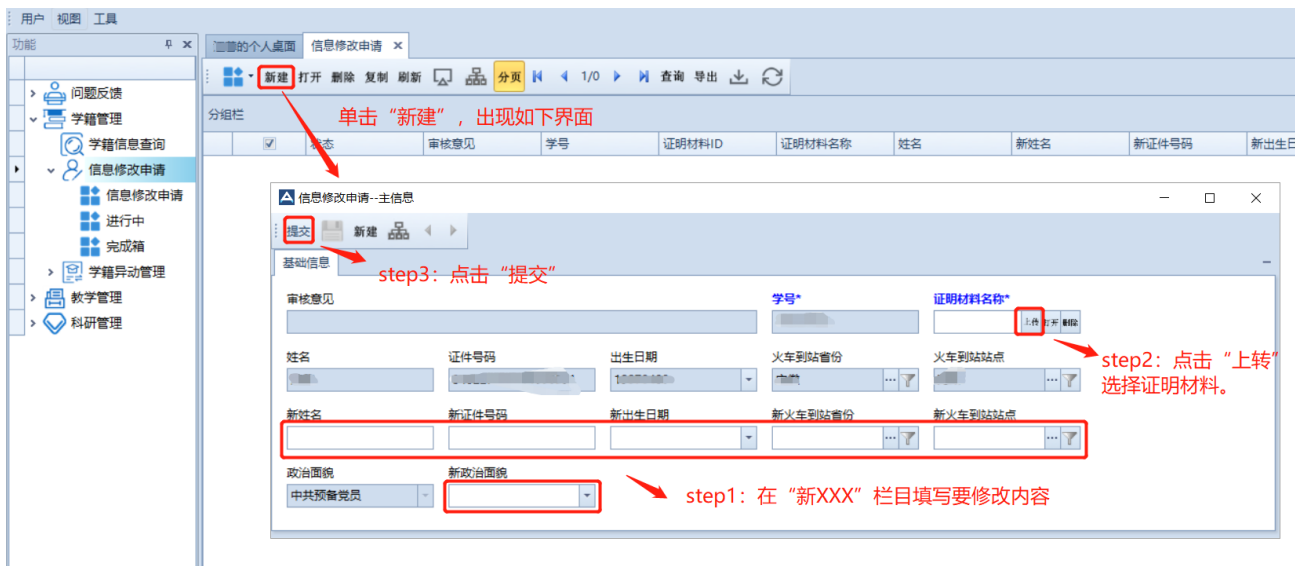 用户 视图 工具
功能
的个人桌面 信息修改申请
新建 打开 删除 复制 刷新 分页 1/0 查询 导出
问题反馈
学籍管理
学籍信息查询
信息修改申请
信息修改申请
进行中
完成箱
学籍异动管理
教学管理
科研管理
分组栏
单击“新建”，出现如下界面
状态 审核意见 学号 证明材料ID 证明材料名称 姓名 新姓名 新证件号码 新出生日
信息修改申请--主信息
提交 新建
基础信息
step3：点击“提交”
审核意见 学号* 证明材料名称*
上传 打开 删除
step2：点击“上转”
选择证明材料。
姓名 证件号码 出生日期 火车到站省份 火车到站站点
新姓名 新证件号码 新出生日期 新火车到站省份 新火车到站站点
政治面貌 新政治面貌
中共预备党员
step1：在“新XXX”栏目填写要修改内容